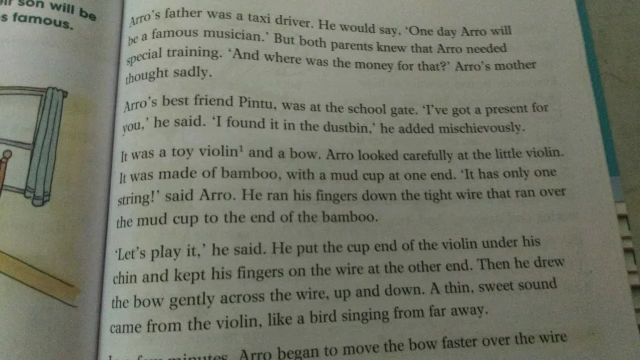 son will be
s famous.
Arro's father was a taxi driver. He would say, 'One day Arro will
be a famous musician.' But both parents knew that Arro needed
special training. 'And where was the money for that?' Arro's mother
thought sadly.
Arro's best friend Pintu, was at the school gate. 'I've got a present for
you,' he said. 'I found it in the dustbin,' he added mischievously.
It was a toy violin¹ and a bow. Arro looked carefully at the little violin.
It was made of bamboo, with a mud cup at one end. 'It has only one
string!' said Arro. He ran his fingers down the tight wire that ran over
the mud cup to the end of the bamboo.
'Let's play it,' he said. He put the cup end of the violin under his
chin and kept his fingers on the wire at the other end. Then he drew
the bow gently across the wire, up and down. A thin, sweet sound
came from the violin, like a bird singing from far away.
few minutes, Arro began to move the bow faster over the wire